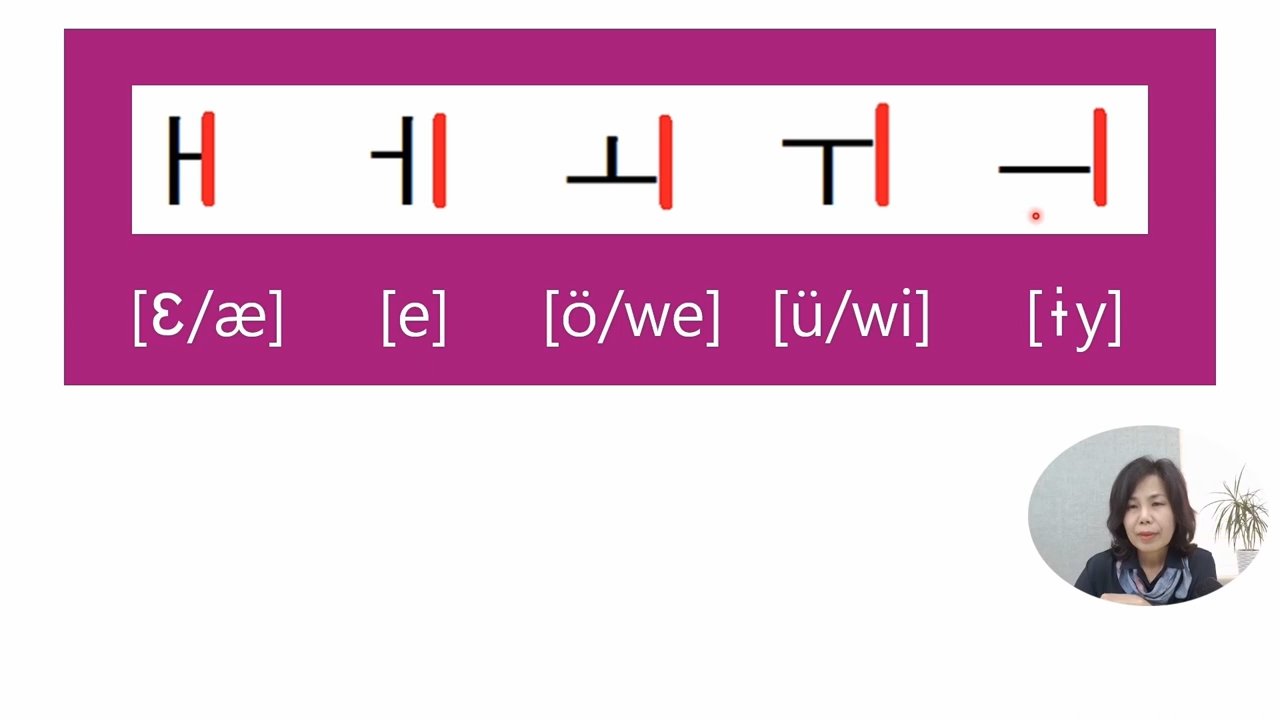 ㅐ ㅔ ㅚ ㅟ ㅢ
[ɛ/æ] [e] [ö/we] [ü/wi] [ɨy]